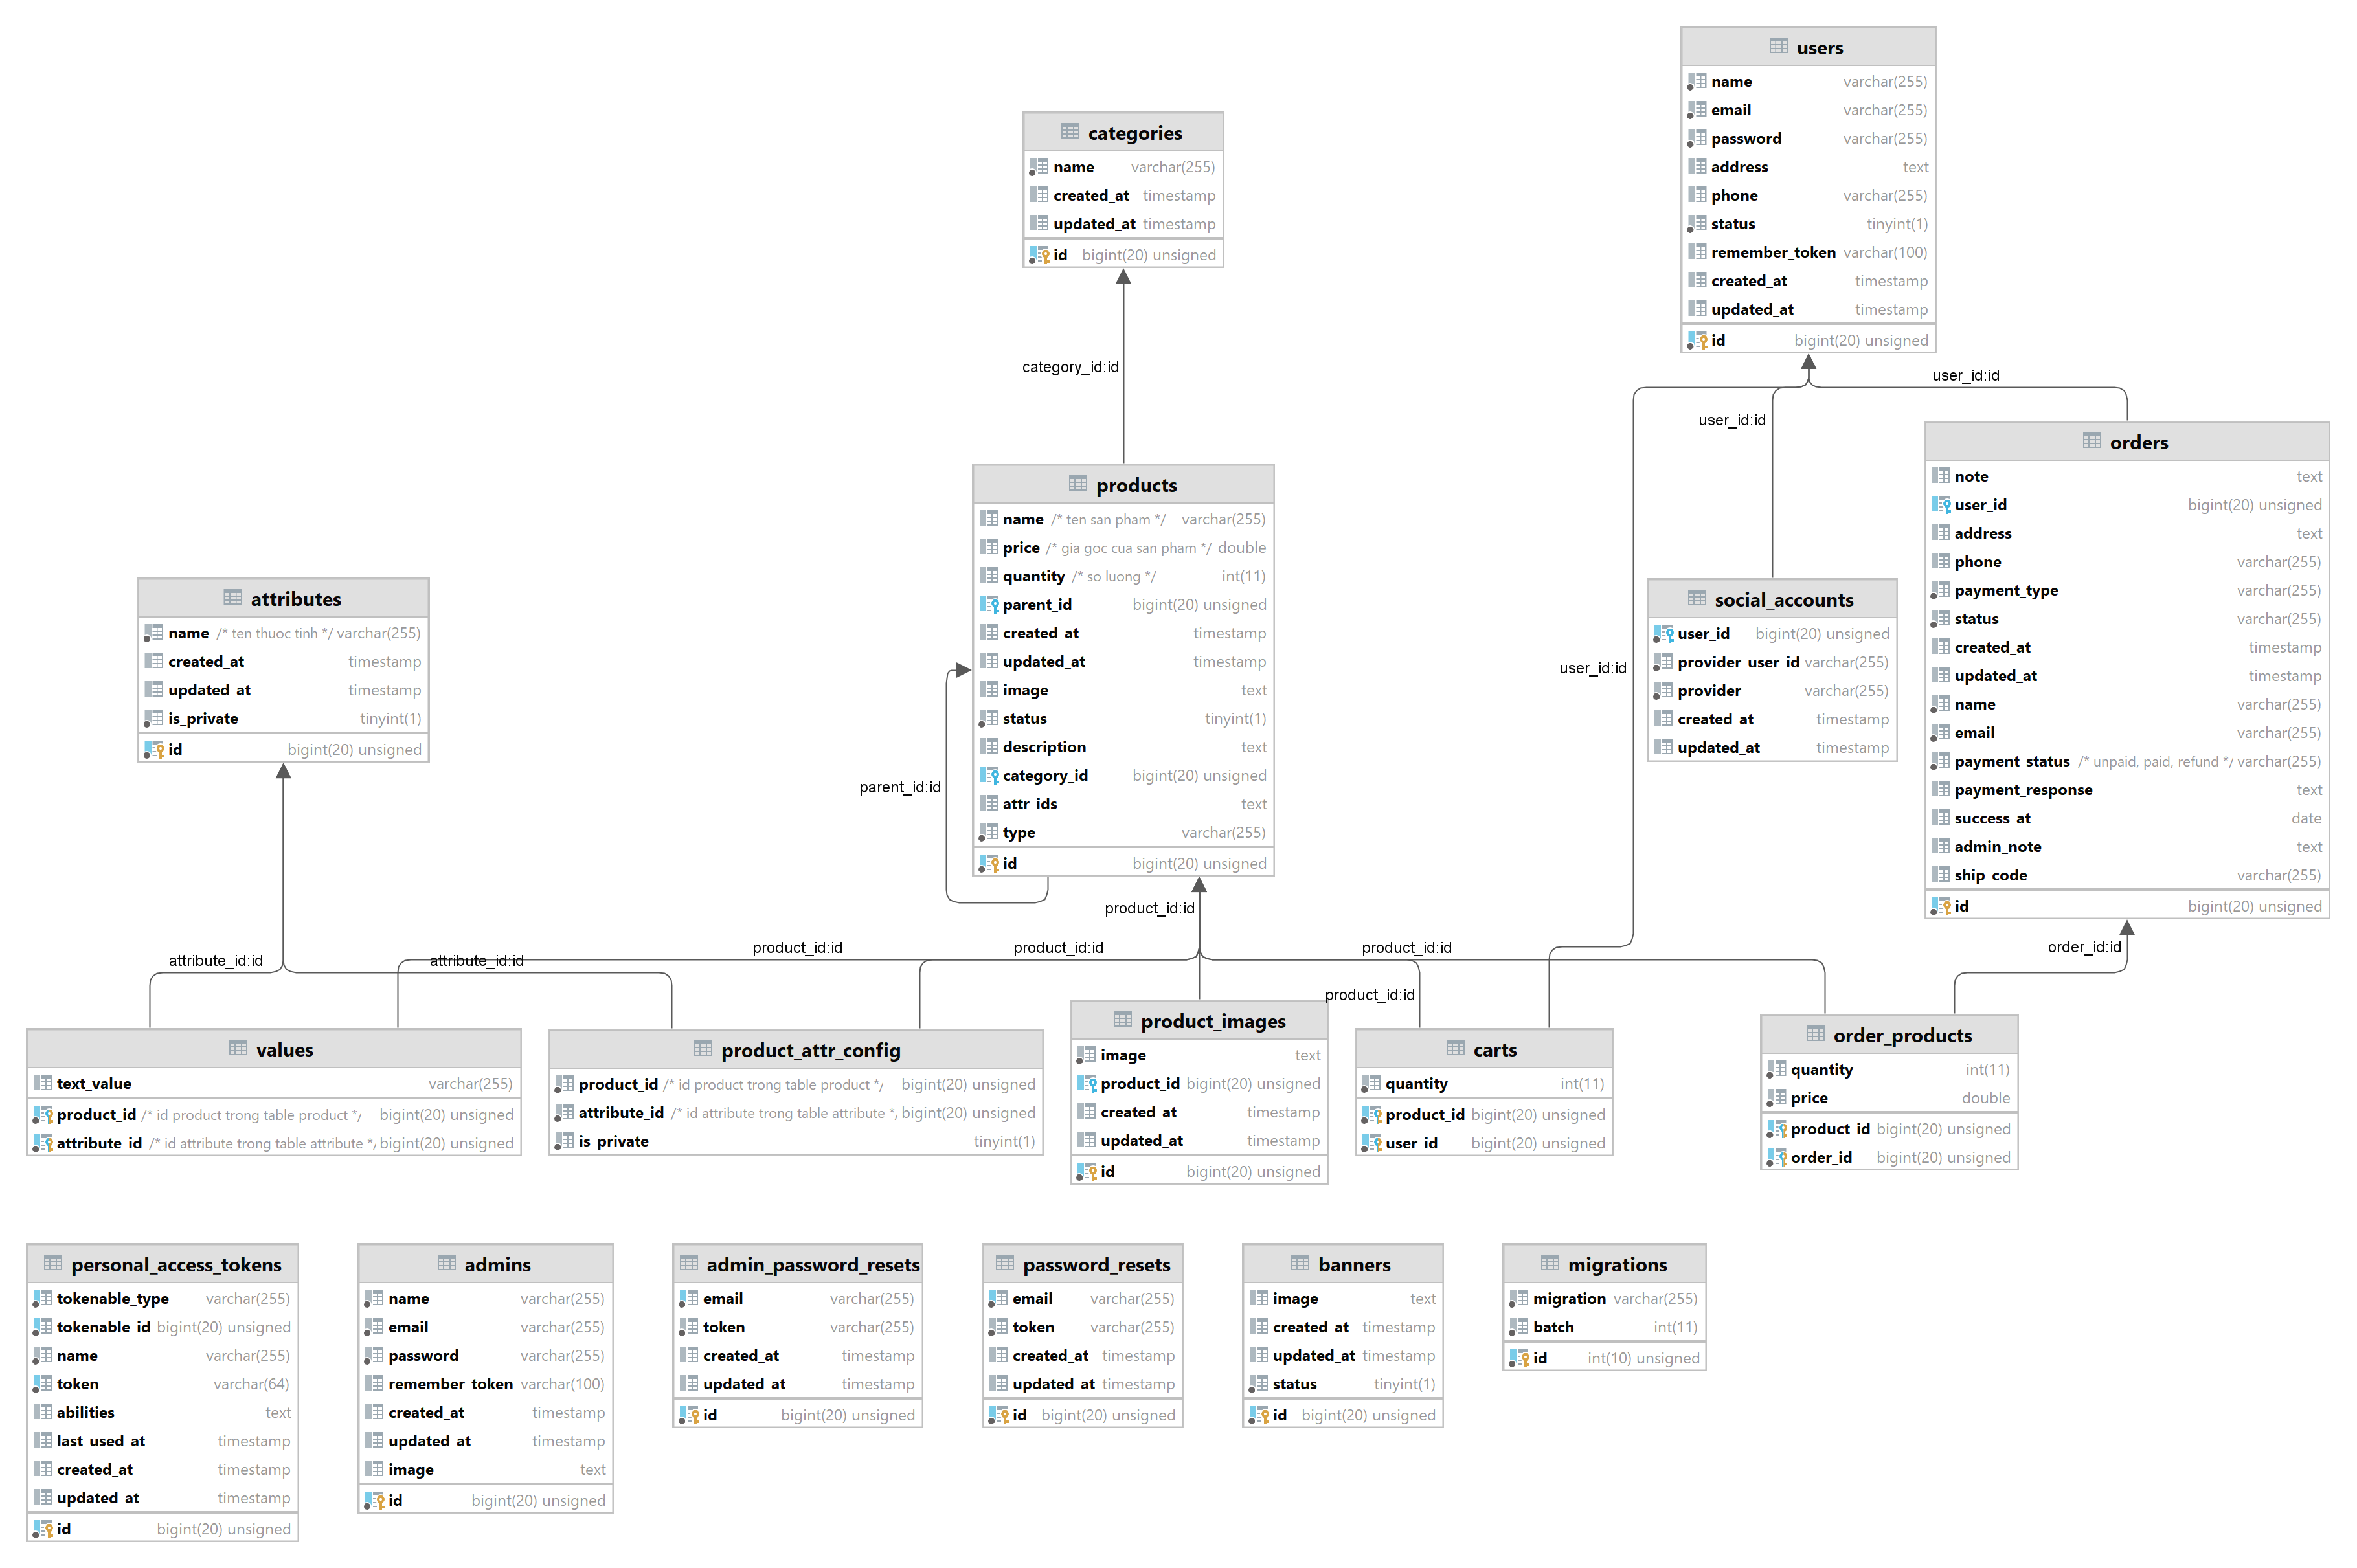 users
name varchar(255)
email varchar(255)
password varchar(255)
address text
phone varchar(255)
status tinyint(1)
remember_token varchar(100)
created_at timestamp
updated_at timestamp
id bigint(20) unsigned
categories
name varchar(255)
created_at timestamp
updated_at timestamp
id bigint(20) unsigned
category_id:id
user_id:id
user_id:id
user_id:id
orders
note text
user_id bigint(20) unsigned
address text
phone varchar(255)
payment_type varchar(255)
status varchar(255)
created_at timestamp
updated_at timestamp
name varchar(255)
email varchar(255)
payment_status /* unpaid, paid, refund */ varchar(255)
payment_response text
success_at date
admin_note text
ship_code varchar(255)
id bigint(20) unsigned
products
name /* ten san pham */ varchar(255)
price /* gia goc cua san pham */ double
quantity /* so luong */ int(11)
parent_id bigint(20) unsigned
created_at timestamp
updated_at timestamp
image text
status tinyint(1)
description text
category_id bigint(20) unsigned
attr_ids text
type varchar(255)
id bigint(20) unsigned
parent_id:id
attributes
name /* ten thuoc tinh */ varchar(255)
created_at timestamp
updated_at timestamp
is_private tinyint(1)
id bigint(20) unsigned
social_accounts
user_id bigint(20) unsigned
provider_user_id varchar(255)
provider varchar(255)
created_at timestamp
updated_at timestamp
product_id:id
attribute_id:id
attribute_id:id
product_id:id
product_id:id
product_id:id
product_id:id
order_id:id
values
text_value varchar(255)
product_id /* id product trong table product */ bigint(20) unsigned
attribute_id /* id attribute trong table attribute */ bigint(20) unsigned
product_attr_config
product_id /* id product trong table product */ bigint(20) unsigned
attribute_id /* id attribute trong table attribute */ bigint(20) unsigned
is_private tinyint(1)
product_images
image text
product_id bigint(20) unsigned
created_at timestamp
updated_at timestamp
id bigint(20) unsigned
carts
quantity int(11)
product_id bigint(20) unsigned
user_id bigint(20) unsigned
order_products
quantity int(11)
price double
product_id bigint(20) unsigned
order_id bigint(20) unsigned
personal_access_tokens
tokenable_type varchar(255)
tokenable_id bigint(20) unsigned
name varchar(255)
token varchar(64)
abilities text
last_used_at timestamp
created_at timestamp
updated_at timestamp
id bigint(20) unsigned
admins
name varchar(255)
email varchar(255)
password varchar(255)
remember_token varchar(100)
created_at timestamp
updated_at timestamp
image text
id bigint(20) unsigned
admin_password_resets
email varchar(255)
token varchar(255)
created_at timestamp
updated_at timestamp
id bigint(20) unsigned
password_resets
email varchar(255)
token varchar(255)
created_at timestamp
updated_at timestamp
id bigint(20) unsigned
banners
image text
created_at timestamp
updated_at timestamp
status tinyint(1)
id bigint(20) unsigned
migrations
migration varchar(255)
batch int(11)
id int(10) unsigned